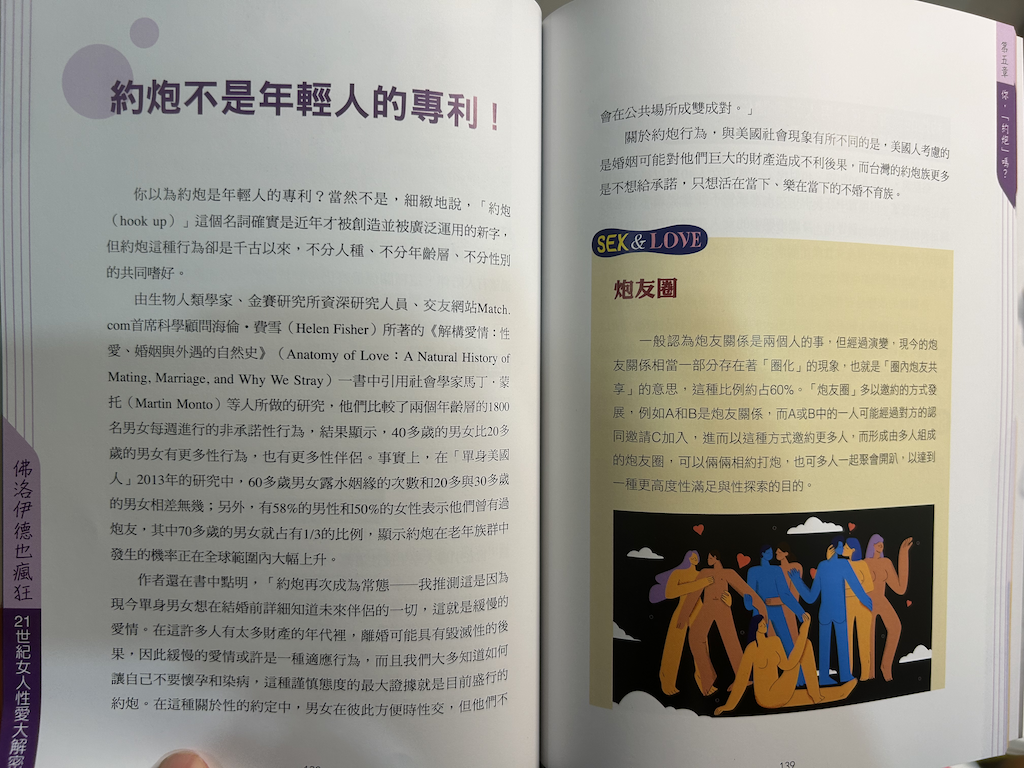 約炮不是年輕人的專利！
你以為約炮是年輕人的專利？當然不是，細緻地說，「約炮
（hook up）」這個名詞確實是近年才被創造並被廣泛運用的新字，
但約炮這種行為卻是千古以來，不分人種、不分年齡層、不分性別
的共同嗜好。
由生物人類學家、金賽研究所資深研究人員、交友網站Match.
com首席科學顧問海倫・費雪（Helen Fisher）所著的《解構愛情：性
愛、婚姻與外遇的自然史》（Anatomy of Love：A Natural History of
Mating, Marriage, and Why We Stray）一書中引用社會學家馬丁・蒙
托（Martin Monto）等人所做的研究，他們比較了兩個年齡層的1800
名男女每週進行的非承諾性行為，結果顯示，40多歲的男女比20多
歲的男女有更多性行為，也有更多性伴侶。事實上，在「單身美國
人」2013年的研究中，60多歲男女露水姻緣的次數和20多與30多歲
的男女相差無幾；另外，有58%的男性和50%的女性表示他們曾有過
炮友，其中70多歲的男女就占有1/3的比例，顯示約炮在老年族群中
發生的機率正在全球範圍內大幅上升。
作者還在書中點明，「約炮再次成為常態——我推測這是因為
現今單身男女想在結婚前詳細知道未來伴侶的一切，這就是緩慢的
愛情。在這許多人有太多財產的年代裡，離婚可能具有毀滅性的後
果，因此緩慢的愛情或許是一種適應行為，而且我們大多知道如何
讓自己不要懷孕和染病，這種謹慎態度的最大證據就是目前盛行的
約炮。在這種關於性的約定中，男女在彼此方便時性交，但他們不
佛洛伊德也瘋狂
21世紀女人性愛大解密
第五章 你，「約炮」嗎？
會在公共場所成雙成對。」
關於約炮行為，與美國社會現象有所不同的是，美國人考慮的
是婚姻可能對他們巨大的財產造成不利後果，而台灣的約炮族更多
是不想給承諾，只想活在當下、樂在當下的不婚不育族。
SEX & LOVE
炮友圈
一般認為炮友關係是兩個人的事，但經過演變，現今的炮
友關係相當一部分存在著「圈化」的現象，也就是「圈內炮友共
享」的意思，這種比例約占60%。「炮友圈」多以邀約的方式發
展，例如A和B是炮友關係，而A或B中的一人可能經過對方的認
同邀請C加入，進而以這種方式邀約更多人，而形成由多人組成
的炮友圈，可以倆倆相約打炮，也可多人一起聚會開趴，以達到
一種更高度性滿足與性探索的目的。
139